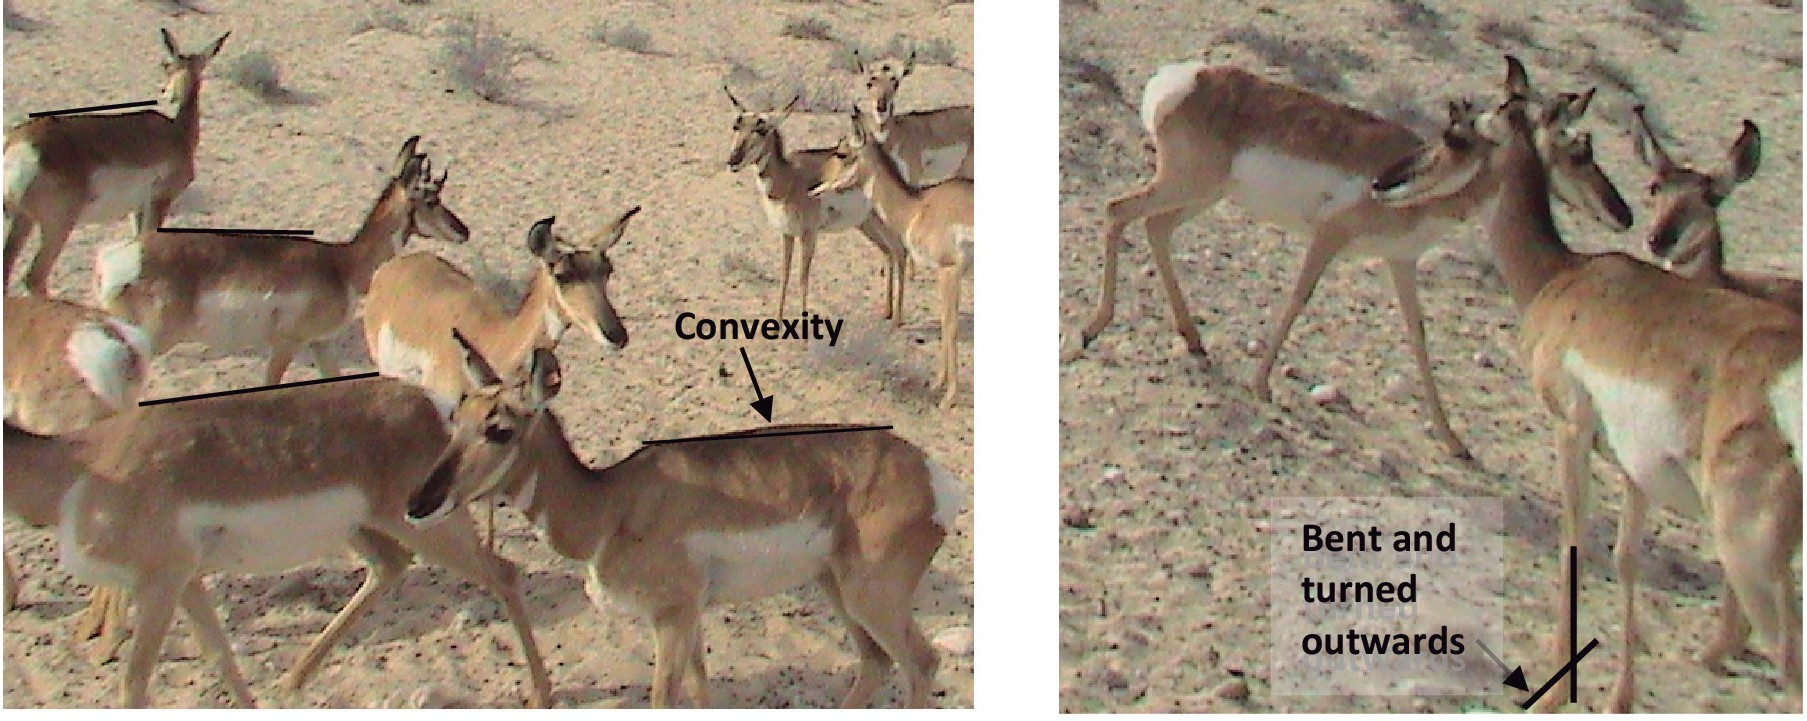 Convexity
Bent and
turned
outwards